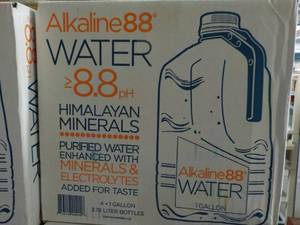 Alkaline88®
WATER
≥8.8pH
HIMALAYAN
MINERALS
PURIFIED WATER
ENHANCED WITH
MINERALS &
ELECTROLYTES
ADDED FOR TASTE
4 • 1 GALLON
3.78 LITER BOTTLES
Alkaline88®
WATER
1 GALLON